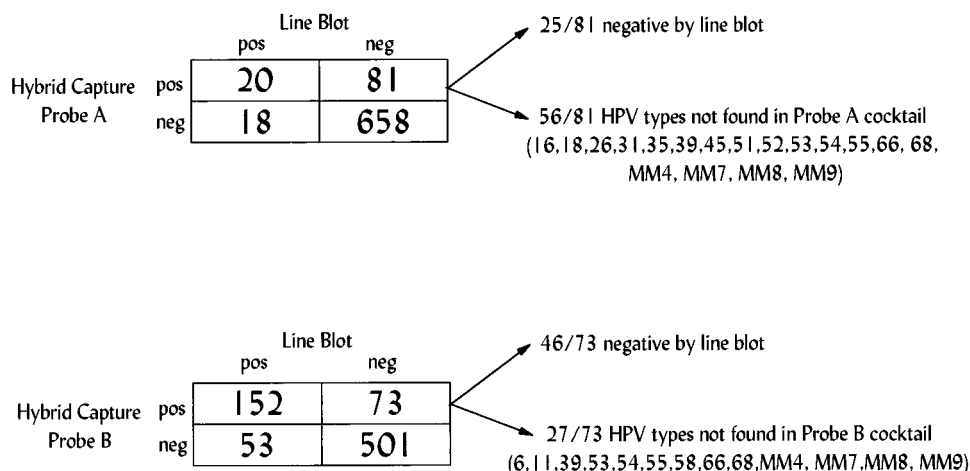 Line Blot
pos neg
25/81 negative by line blot
Hybrid Capture
Probe A
pos 20 81
neg 18 658
56/81 HPV types not found in Probe A cocktail
(16,18,26,31,35,39,45,51,52,53,54,55,66, 68,
MM4, MM7, MM8, MM9)
Line Blot
pos neg
46/73 negative by line blot
Hybrid Capture
Probe B
pos 152 73
neg 53 501
27/73 HPV types not found in Probe B cocktail
(6,11,39,53,54,55,58,66,68,MM4, MM7,MM8, MM9)